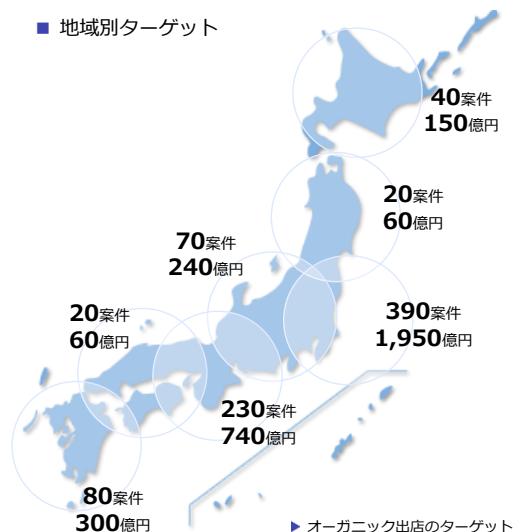 ■ 地域別ターゲット
40案件
150億円
20案件
60億円
70案件
240億円
390案件
1,950億円
20案件
60億円
230案件
740億円
80案件
300億円
▶ オーガニック出店のターゲット